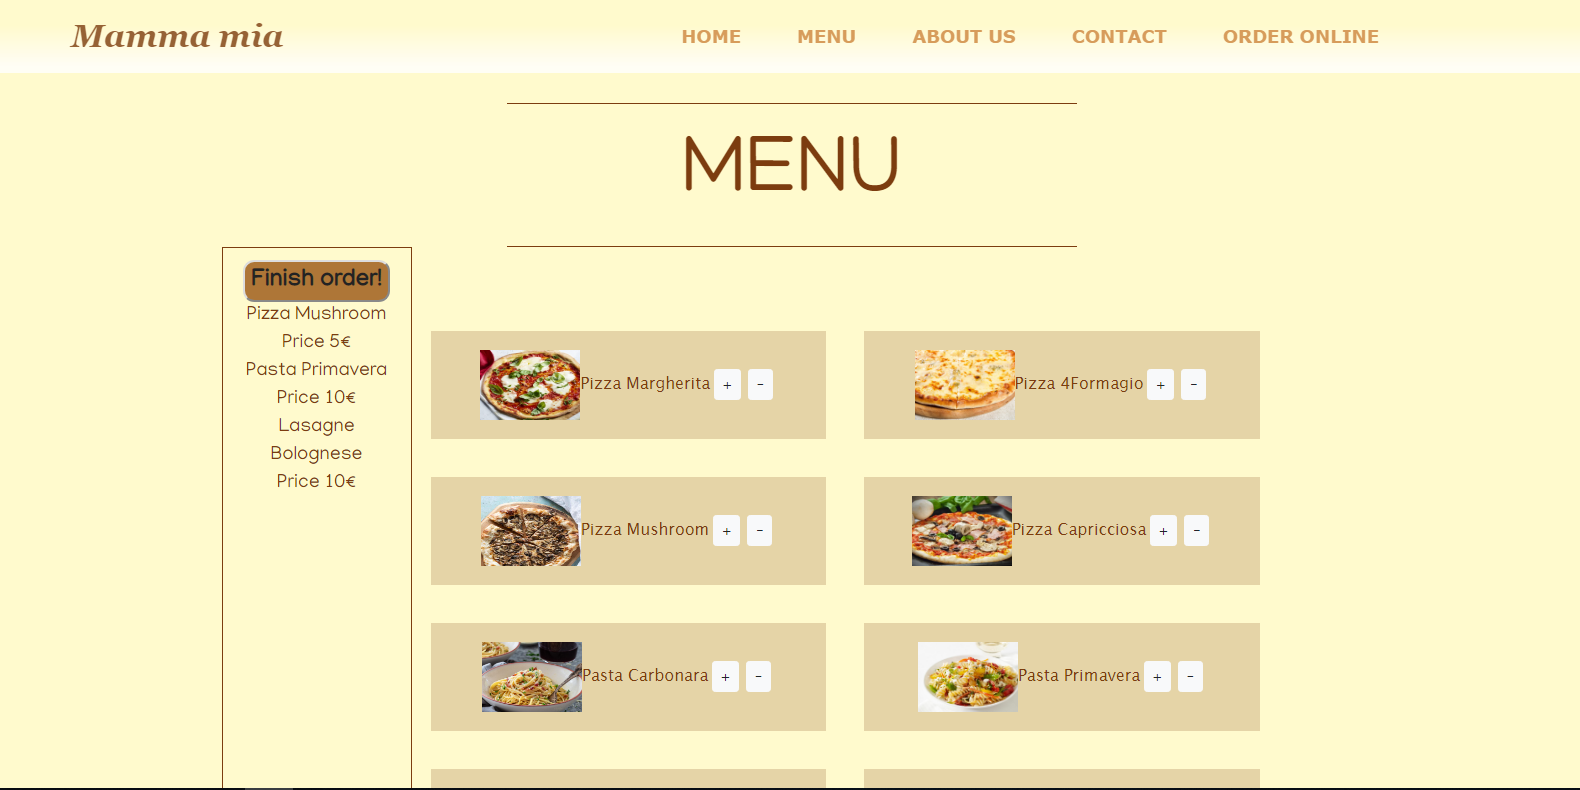 Mamma mia
HOME MENU ABOUT US CONTACT ORDER ONLINE
MENU
Finish order!
Pizza Mushroom
Price 5€
Pasta Primavera
Price 10€
Lasagne
Bolognese
Price 10€
Pizza Margherita + -
Pizza 4Formagio + -
Pizza Mushroom + -
Pizza Capricciosa + -
Pasta Carbonara + -
Pasta Primavera + -